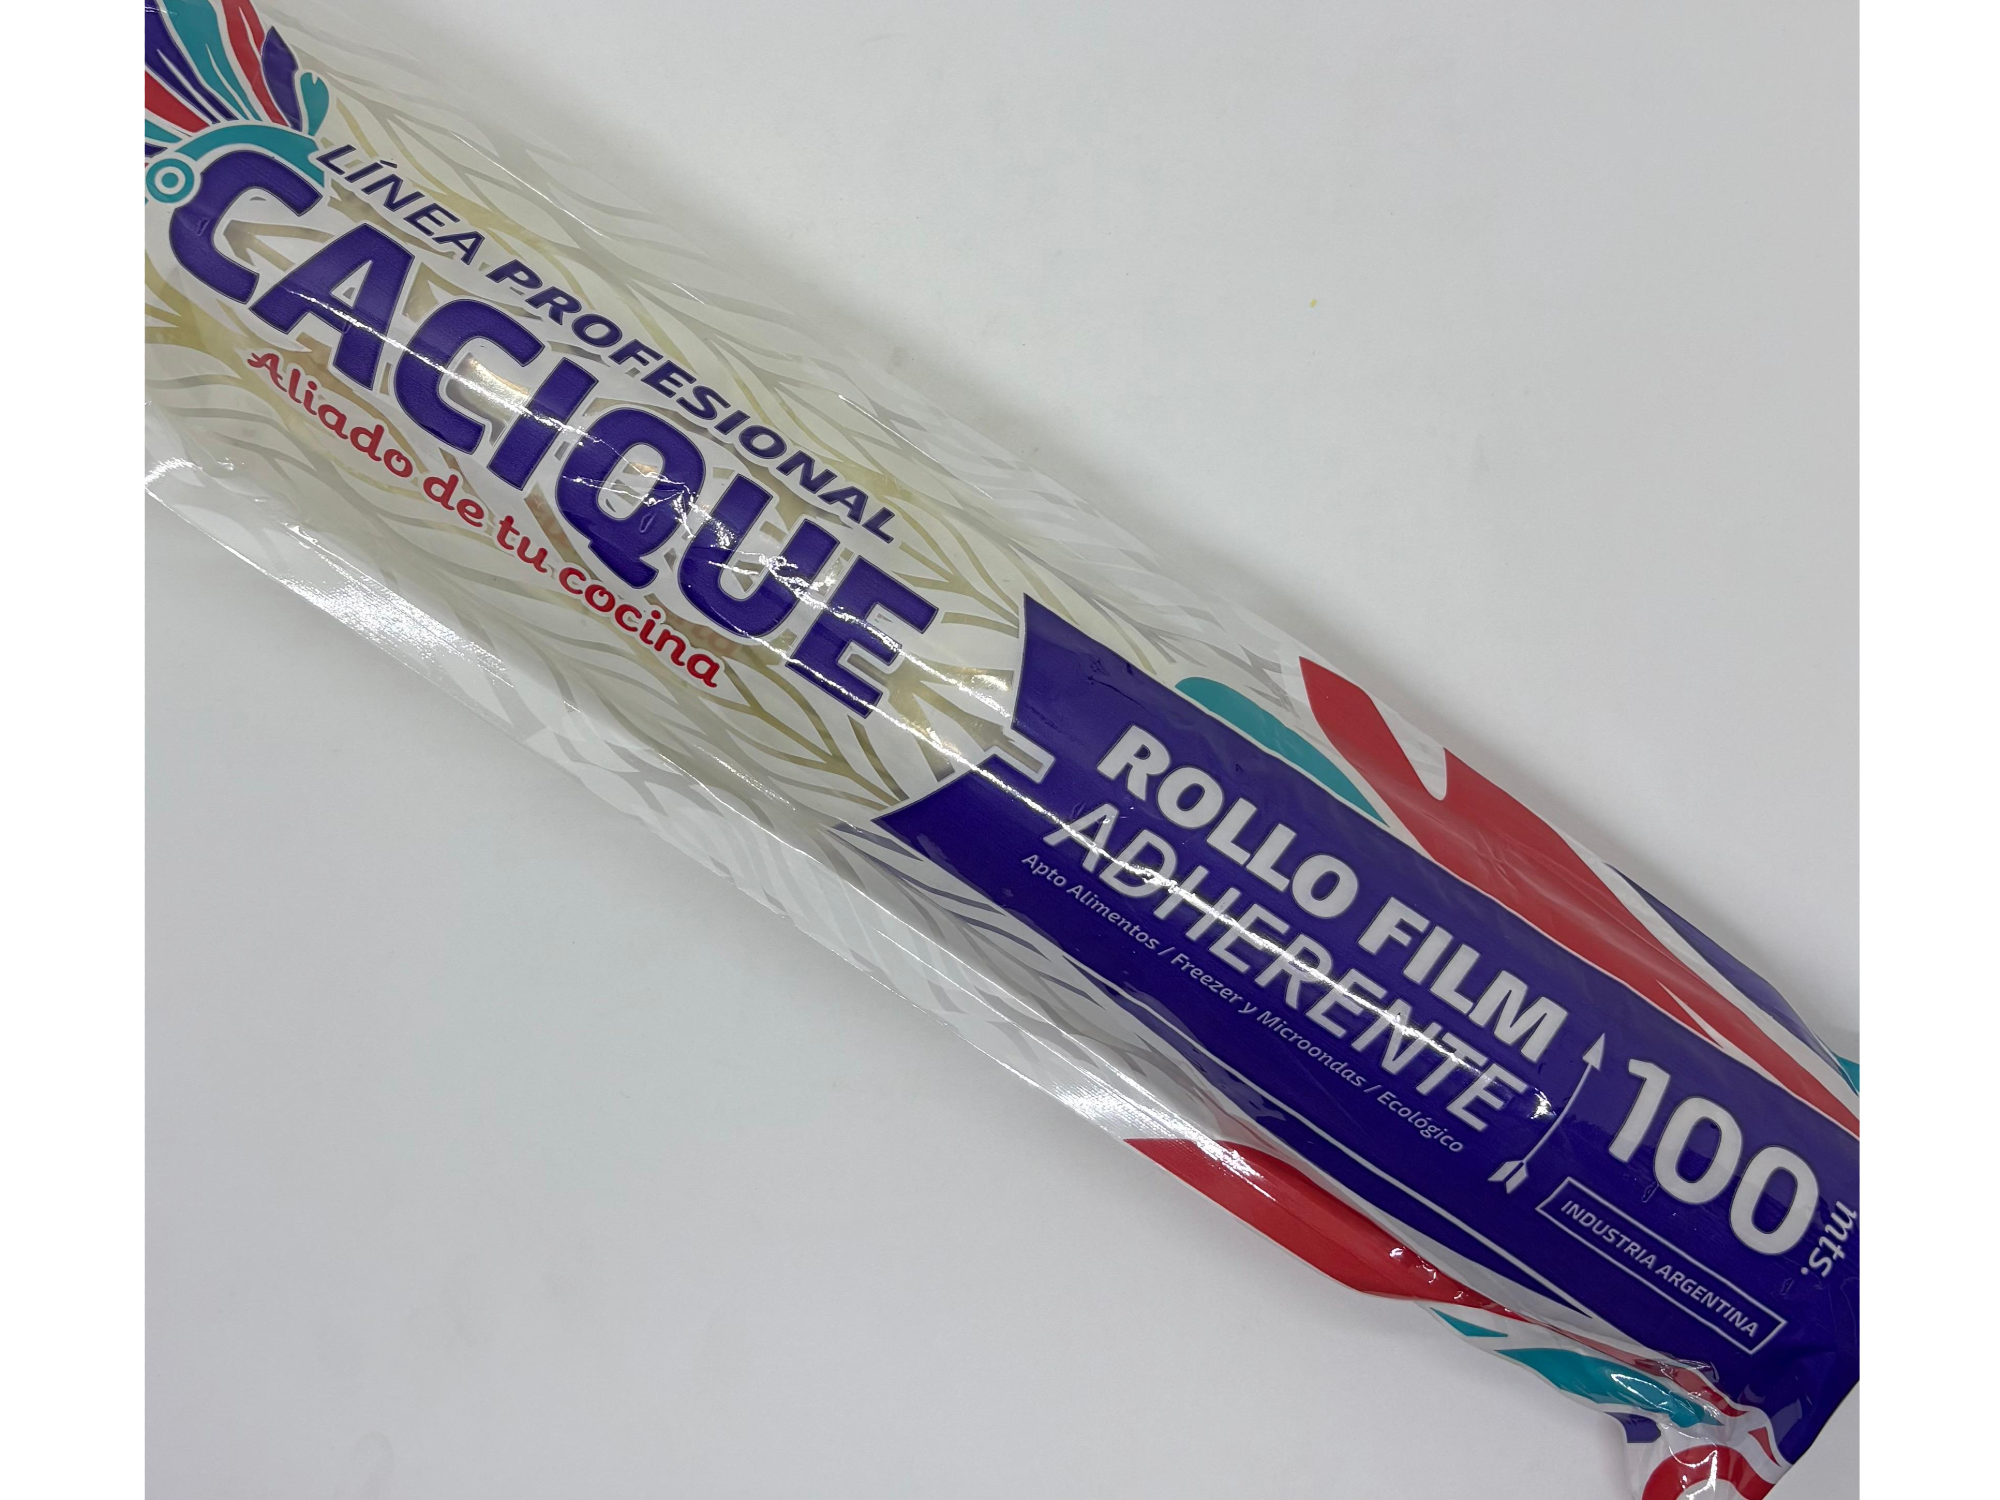 LÍNEA PROFESIONAL
CACIQUE
Aliado de tu cocina
ROLLO FILM
ADHERENTE
Apto Alimentos / Freezer y Microondas / Ecológico
100 mts.
INDUSTRIA ARGENTINA